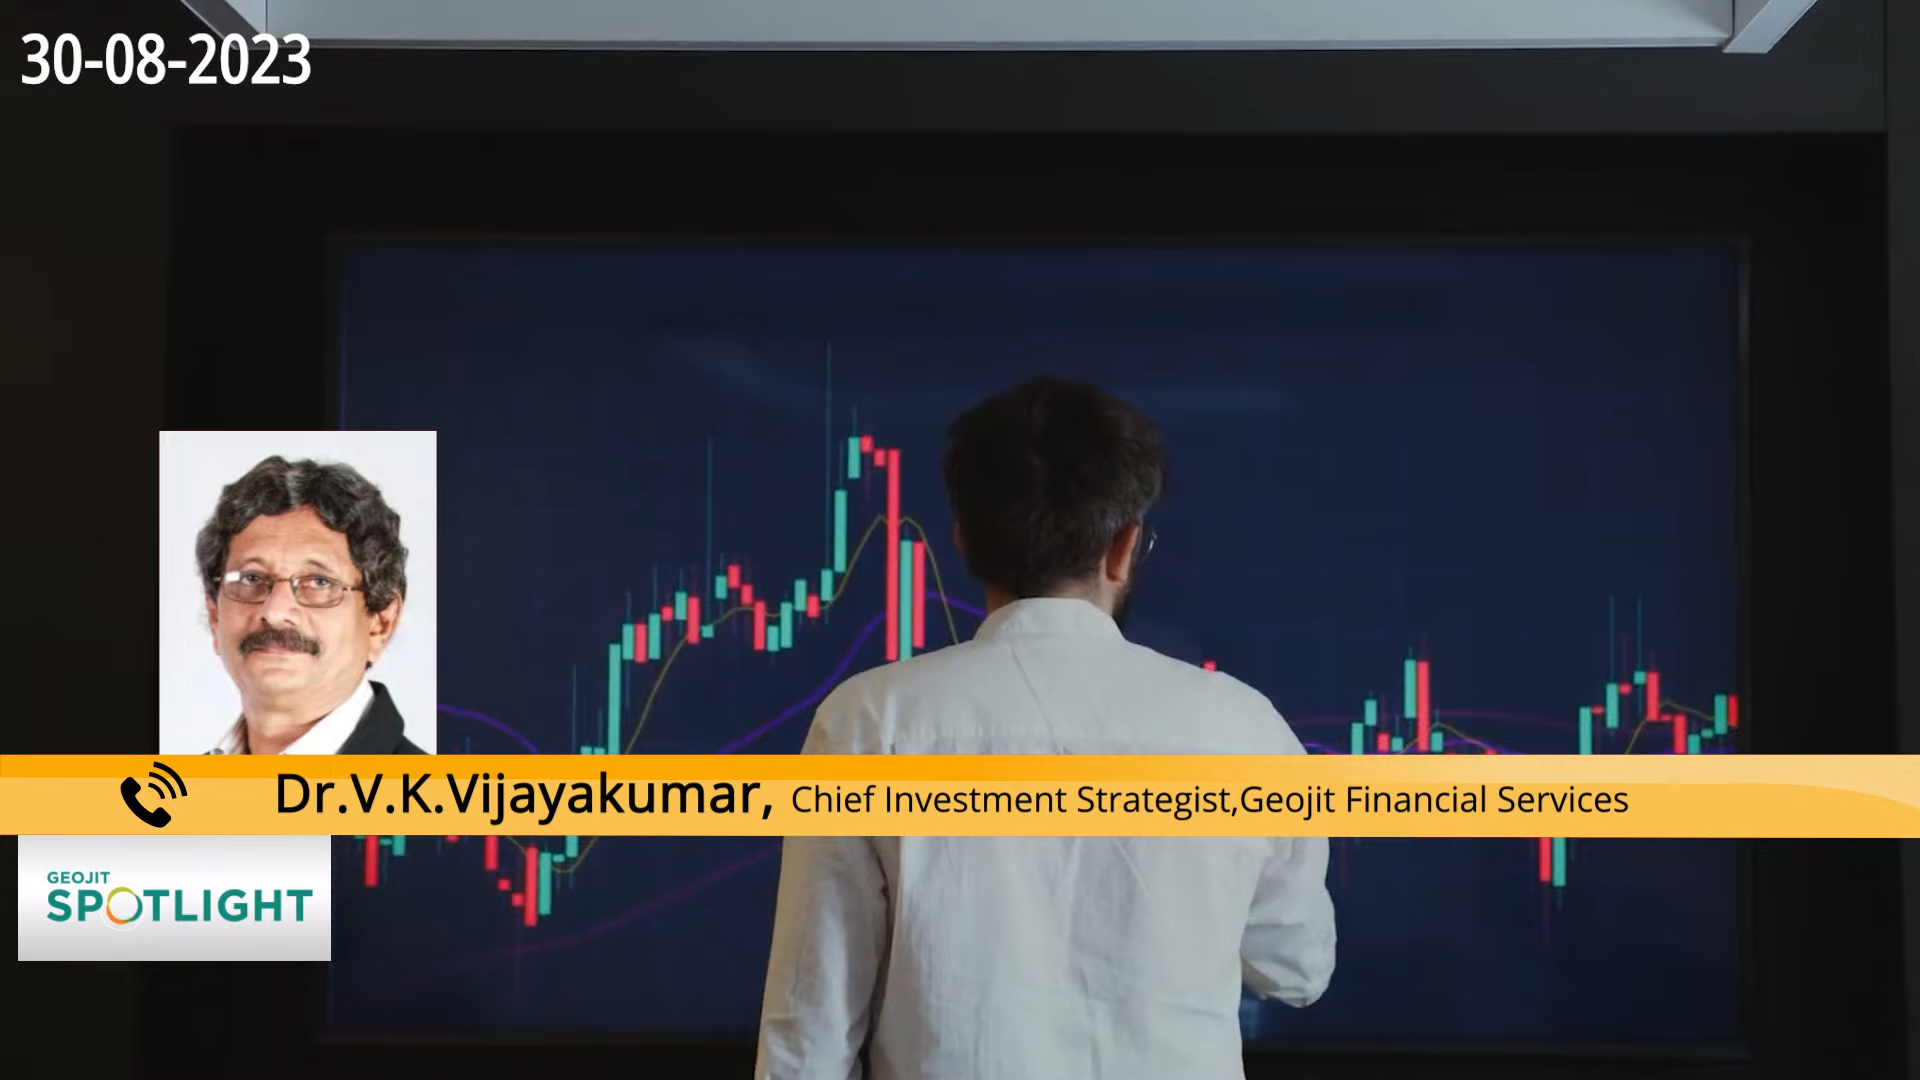 30-08-2023
Dr.V.K.Vijayakumar, Chief Investment Strategist,Geojit Financial Services
GEOJIT
SPOTLIGHT